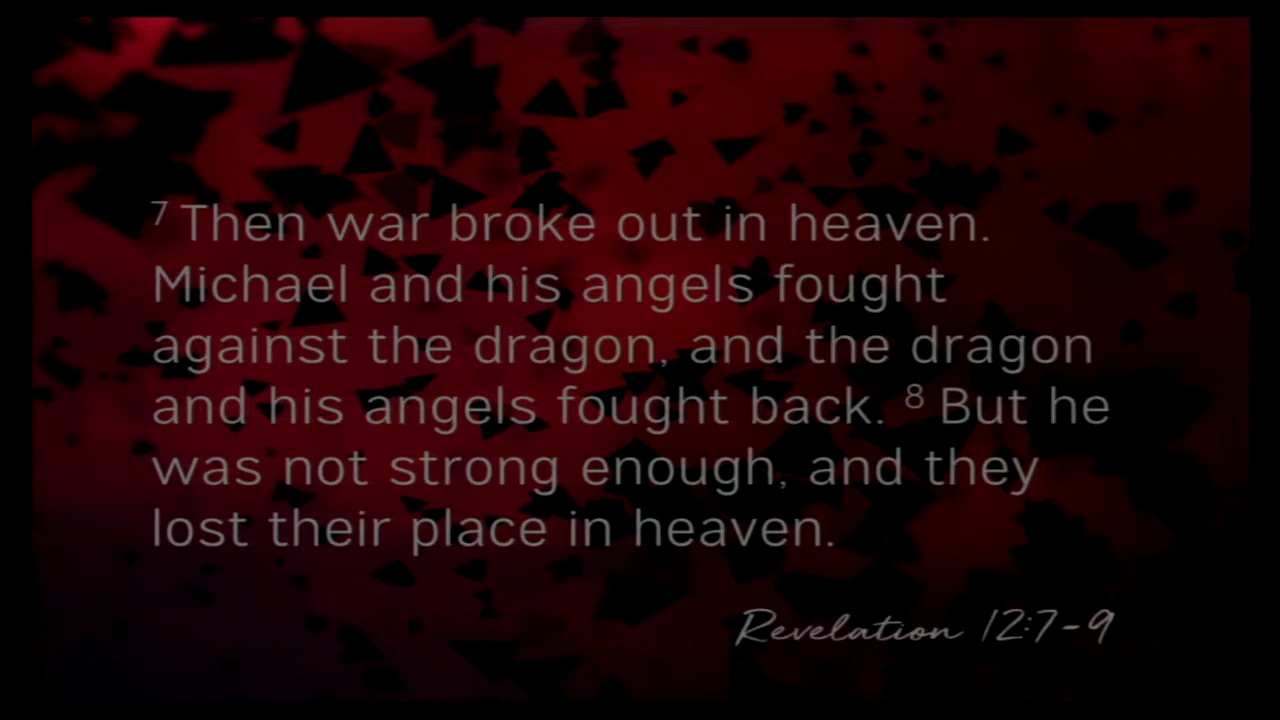 7 Then war broke out in heaven.
Michael and his angels fought
against the dragon, and the dragon
and his angels fought back. 8 But he
was not strong enough, and they
lost their place in heaven.
Revelation 12:7-9